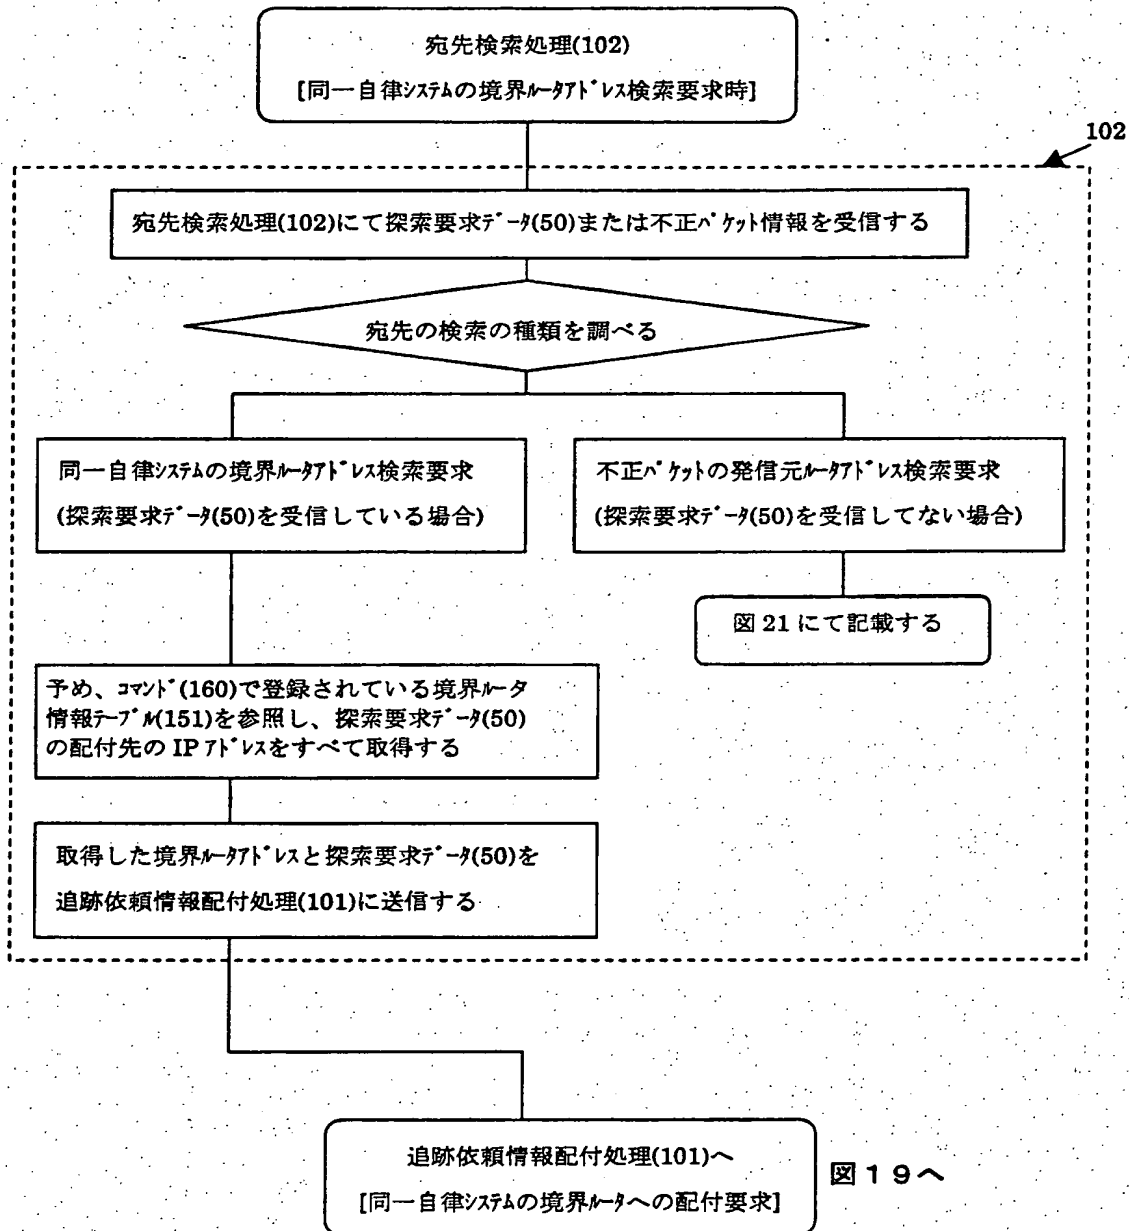 宛先検索処理(102)
[同一自律ｼｽﾃﾑの境界ﾙｰﾀｱﾄﾞﾚｽ検索要求時]
102
宛先検索処理(102)にて探索要求ﾃﾞｰﾀ(50)または不正ﾊﾟｹｯﾄ情報を受信する
宛先の検索の種類を調べる
同一自律ｼｽﾃﾑの境界ﾙｰﾀｱﾄﾞﾚｽ検索要求
(探索要求ﾃﾞｰﾀ(50)を受信している場合)
不正ﾊﾟｹｯﾄの発信元ﾙｰﾀｱﾄﾞﾚｽ検索要求
(探索要求ﾃﾞｰﾀ(50)を受信してない場合)
図 21 にて記載する
予め、ｺﾏﾝﾄﾞ(160)で登録されている境界ﾙｰﾀ
情報ﾃｰﾌﾞﾙ(151)を参照し、探索要求ﾃﾞｰﾀ(50)
の配付先の IP ｱﾄﾞﾚｽをすべて取得する
取得した境界ﾙｰﾀｱﾄﾞﾚｽと探索要求ﾃﾞｰﾀ(50)を
追跡依頼情報配付処理(101)に送信する
追跡依頼情報配付処理(101)へ
[同一自律ｼｽﾃﾑの境界ﾙｰﾀへの配付要求]
図１９へ